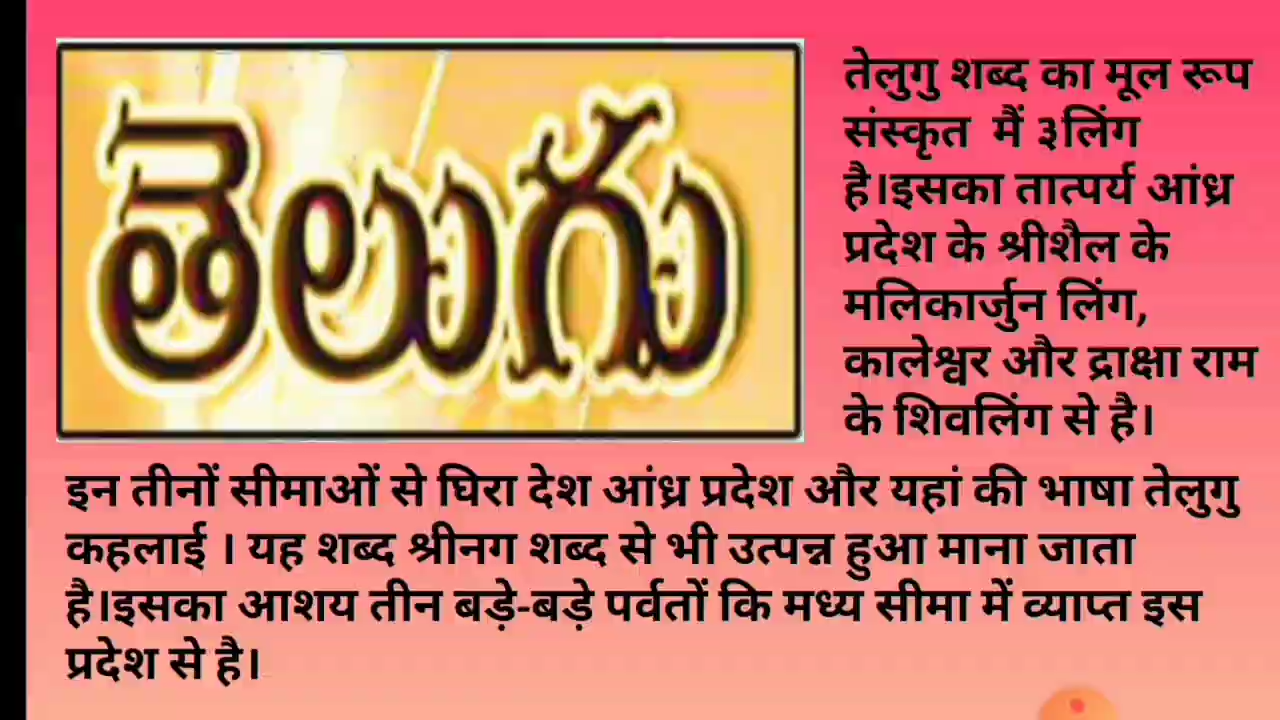 తెలుగు
तेलुगु शब्द का मूल रूप
संस्कृत मैं ३लिंग
है।इसका तात्पर्य आंध्र
प्रदेश के श्रीशैल के
मलिकार्जुन लिंग,
कालेश्वर और द्राक्षा राम
के शिवलिंग से है।
इन तीनों सीमाओं से घिरा देश आंध्र प्रदेश और यहां की भाषा तेलुगु
कहलाई । यह शब्द श्रीनग शब्द से भी उत्पन्न हुआ माना जाता
है।इसका आशय तीन बड़े-बड़े पर्वतों कि मध्य सीमा में व्याप्त इस
प्रदेश से है।